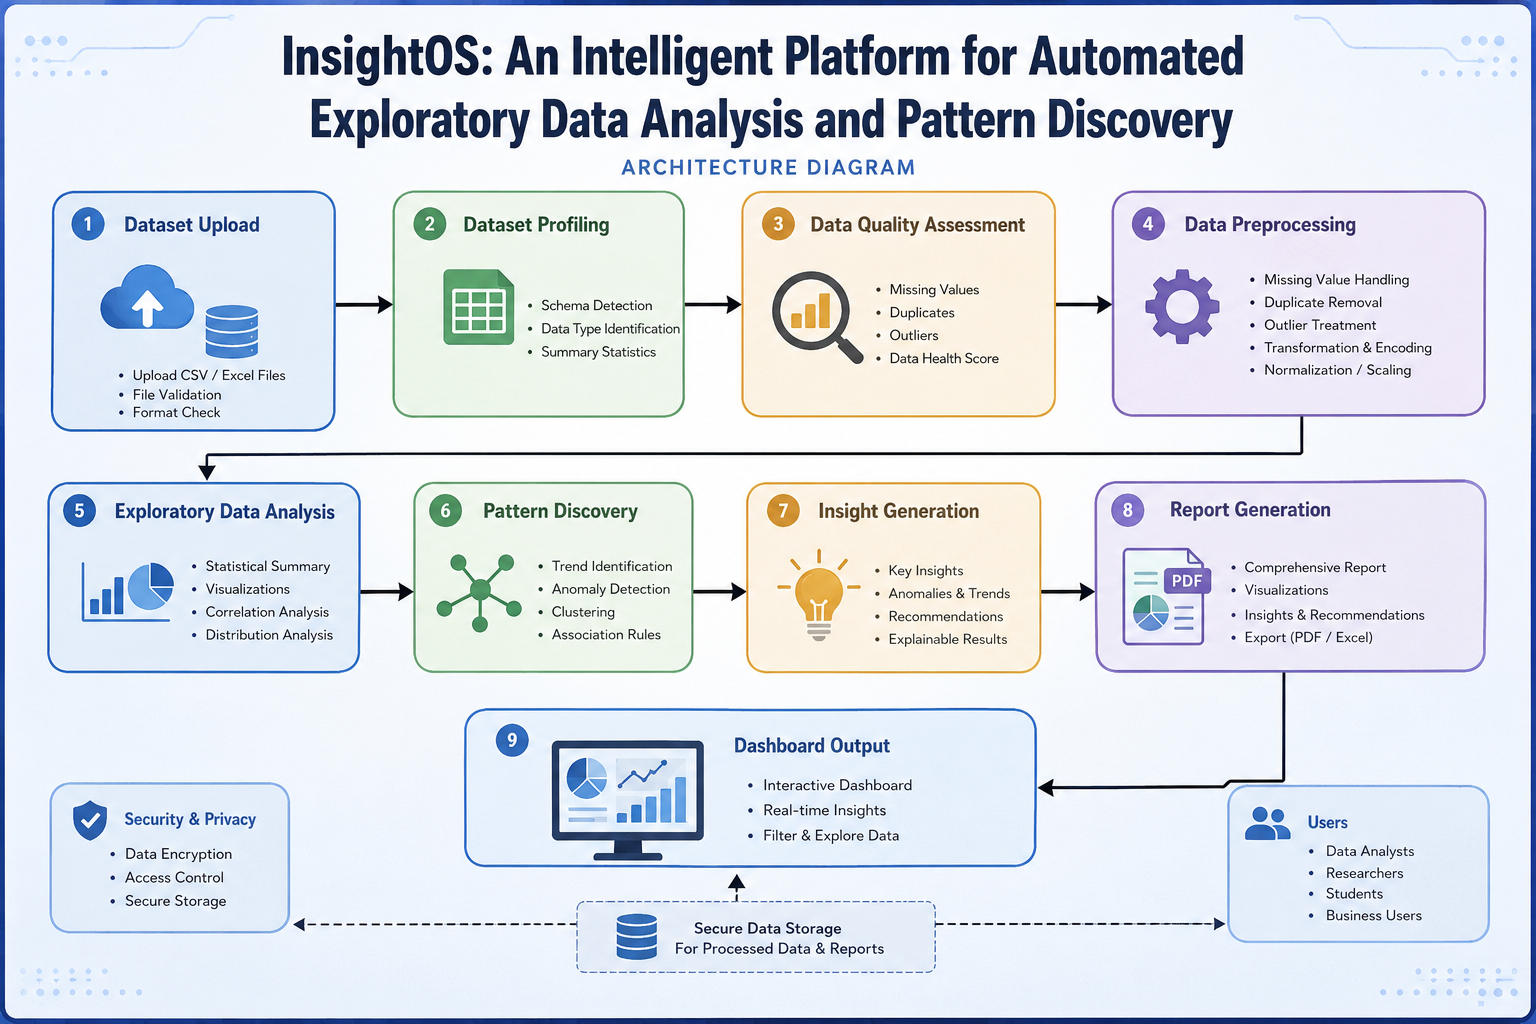 InsightOS: An Intelligent Platform for Automated
Exploratory Data Analysis and Pattern Discovery
ARCHITECTURE DIAGRAM
1 Dataset Upload
• Upload CSV / Excel Files
• File Validation
• Format Check
2 Dataset Profiling
• Schema Detection
• Data Type Identification
• Summary Statistics
3 Data Quality Assessment
• Missing Values
• Duplicates
• Outliers
• Data Health Score
4 Data Preprocessing
• Missing Value Handling
• Duplicate Removal
• Outlier Treatment
• Transformation & Encoding
• Normalization / Scaling
5 Exploratory Data Analysis
• Statistical Summary
• Visualizations
• Correlation Analysis
• Distribution Analysis
6 Pattern Discovery
• Trend Identification
• Anomaly Detection
• Clustering
• Association Rules
7 Insight Generation
• Key Insights
• Anomalies & Trends
• Recommendations
• Explainable Results
8 Report Generation
PDF
• Comprehensive Report
• Visualizations
• Insights & Recommendations
• Export (PDF / Excel)
9 Dashboard Output
• Interactive Dashboard
• Real-time Insights
• Filter & Explore Data
Security & Privacy
• Data Encryption
• Access Control
• Secure Storage
Secure Data Storage
For Processed Data & Reports
Users
• Data Analysts
• Researchers
• Students
• Business Users